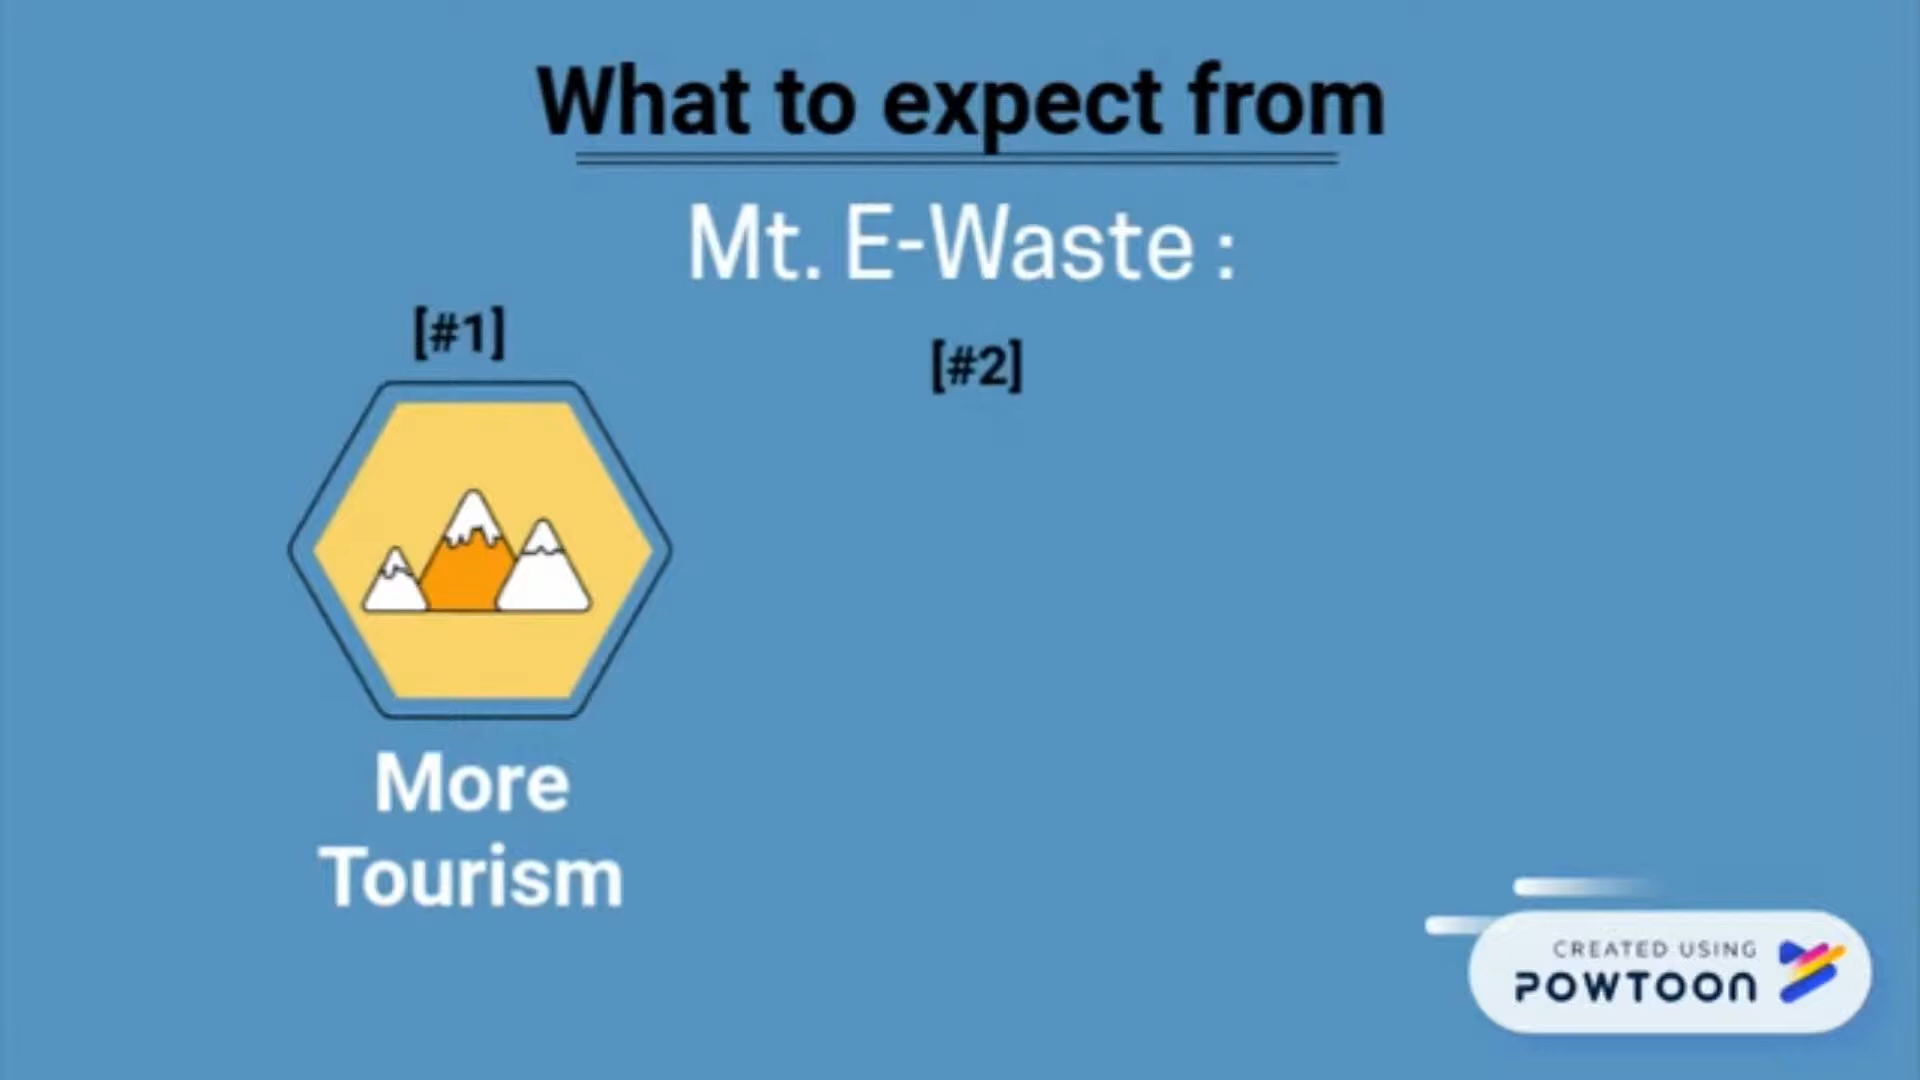 What to expect from
Mt. E-Waste :
[#1]
[#2]
More
Tourism
CREATED USING
POWTOON